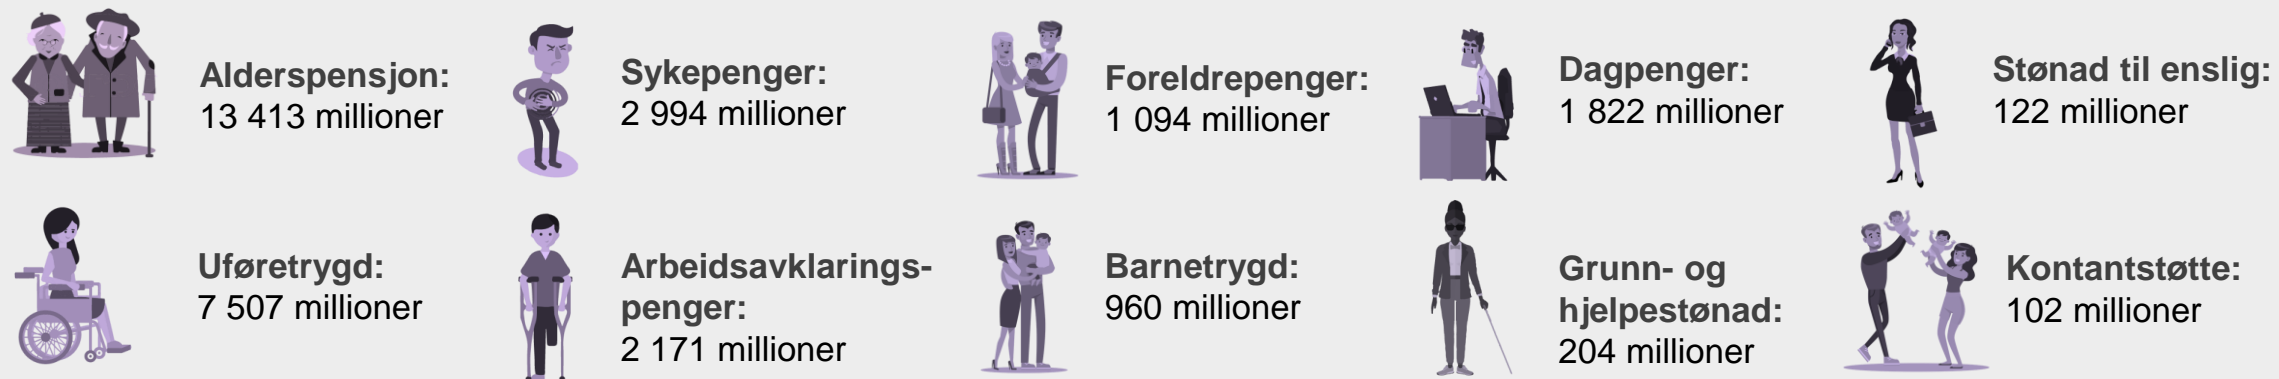 Alderspensjon:
13 413 millioner
Sykepenger:
2 994 millioner
Foreldrepenger:
1 094 millioner
Dagpenger:
1 822 millioner
Stønad til enslig:
122 millioner
Uføretrygd:
7 507 millioner
Arbeidsavklarings-
penger:
2 171 millioner
Barnetrygd:
960 millioner
Grunn- og
hjelpestønad:
204 millioner
Kontantstøtte:
102 millioner